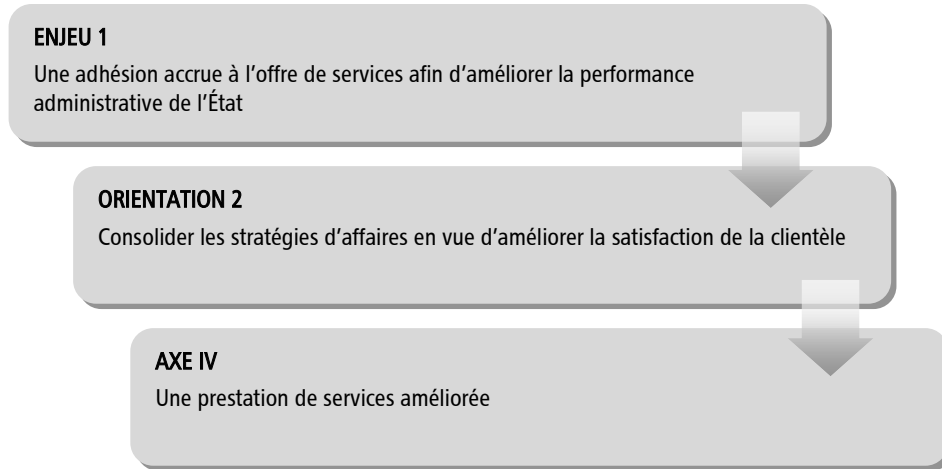 ENJEU 1
Une adhésion accrue à l’offre de services afin d’améliorer la performance
administrative de l’État
ORIENTATION 2
Consolider les stratégies d’affaires en vue d’améliorer la satisfaction de la clientèle
AXE IV
Une prestation de services améliorée